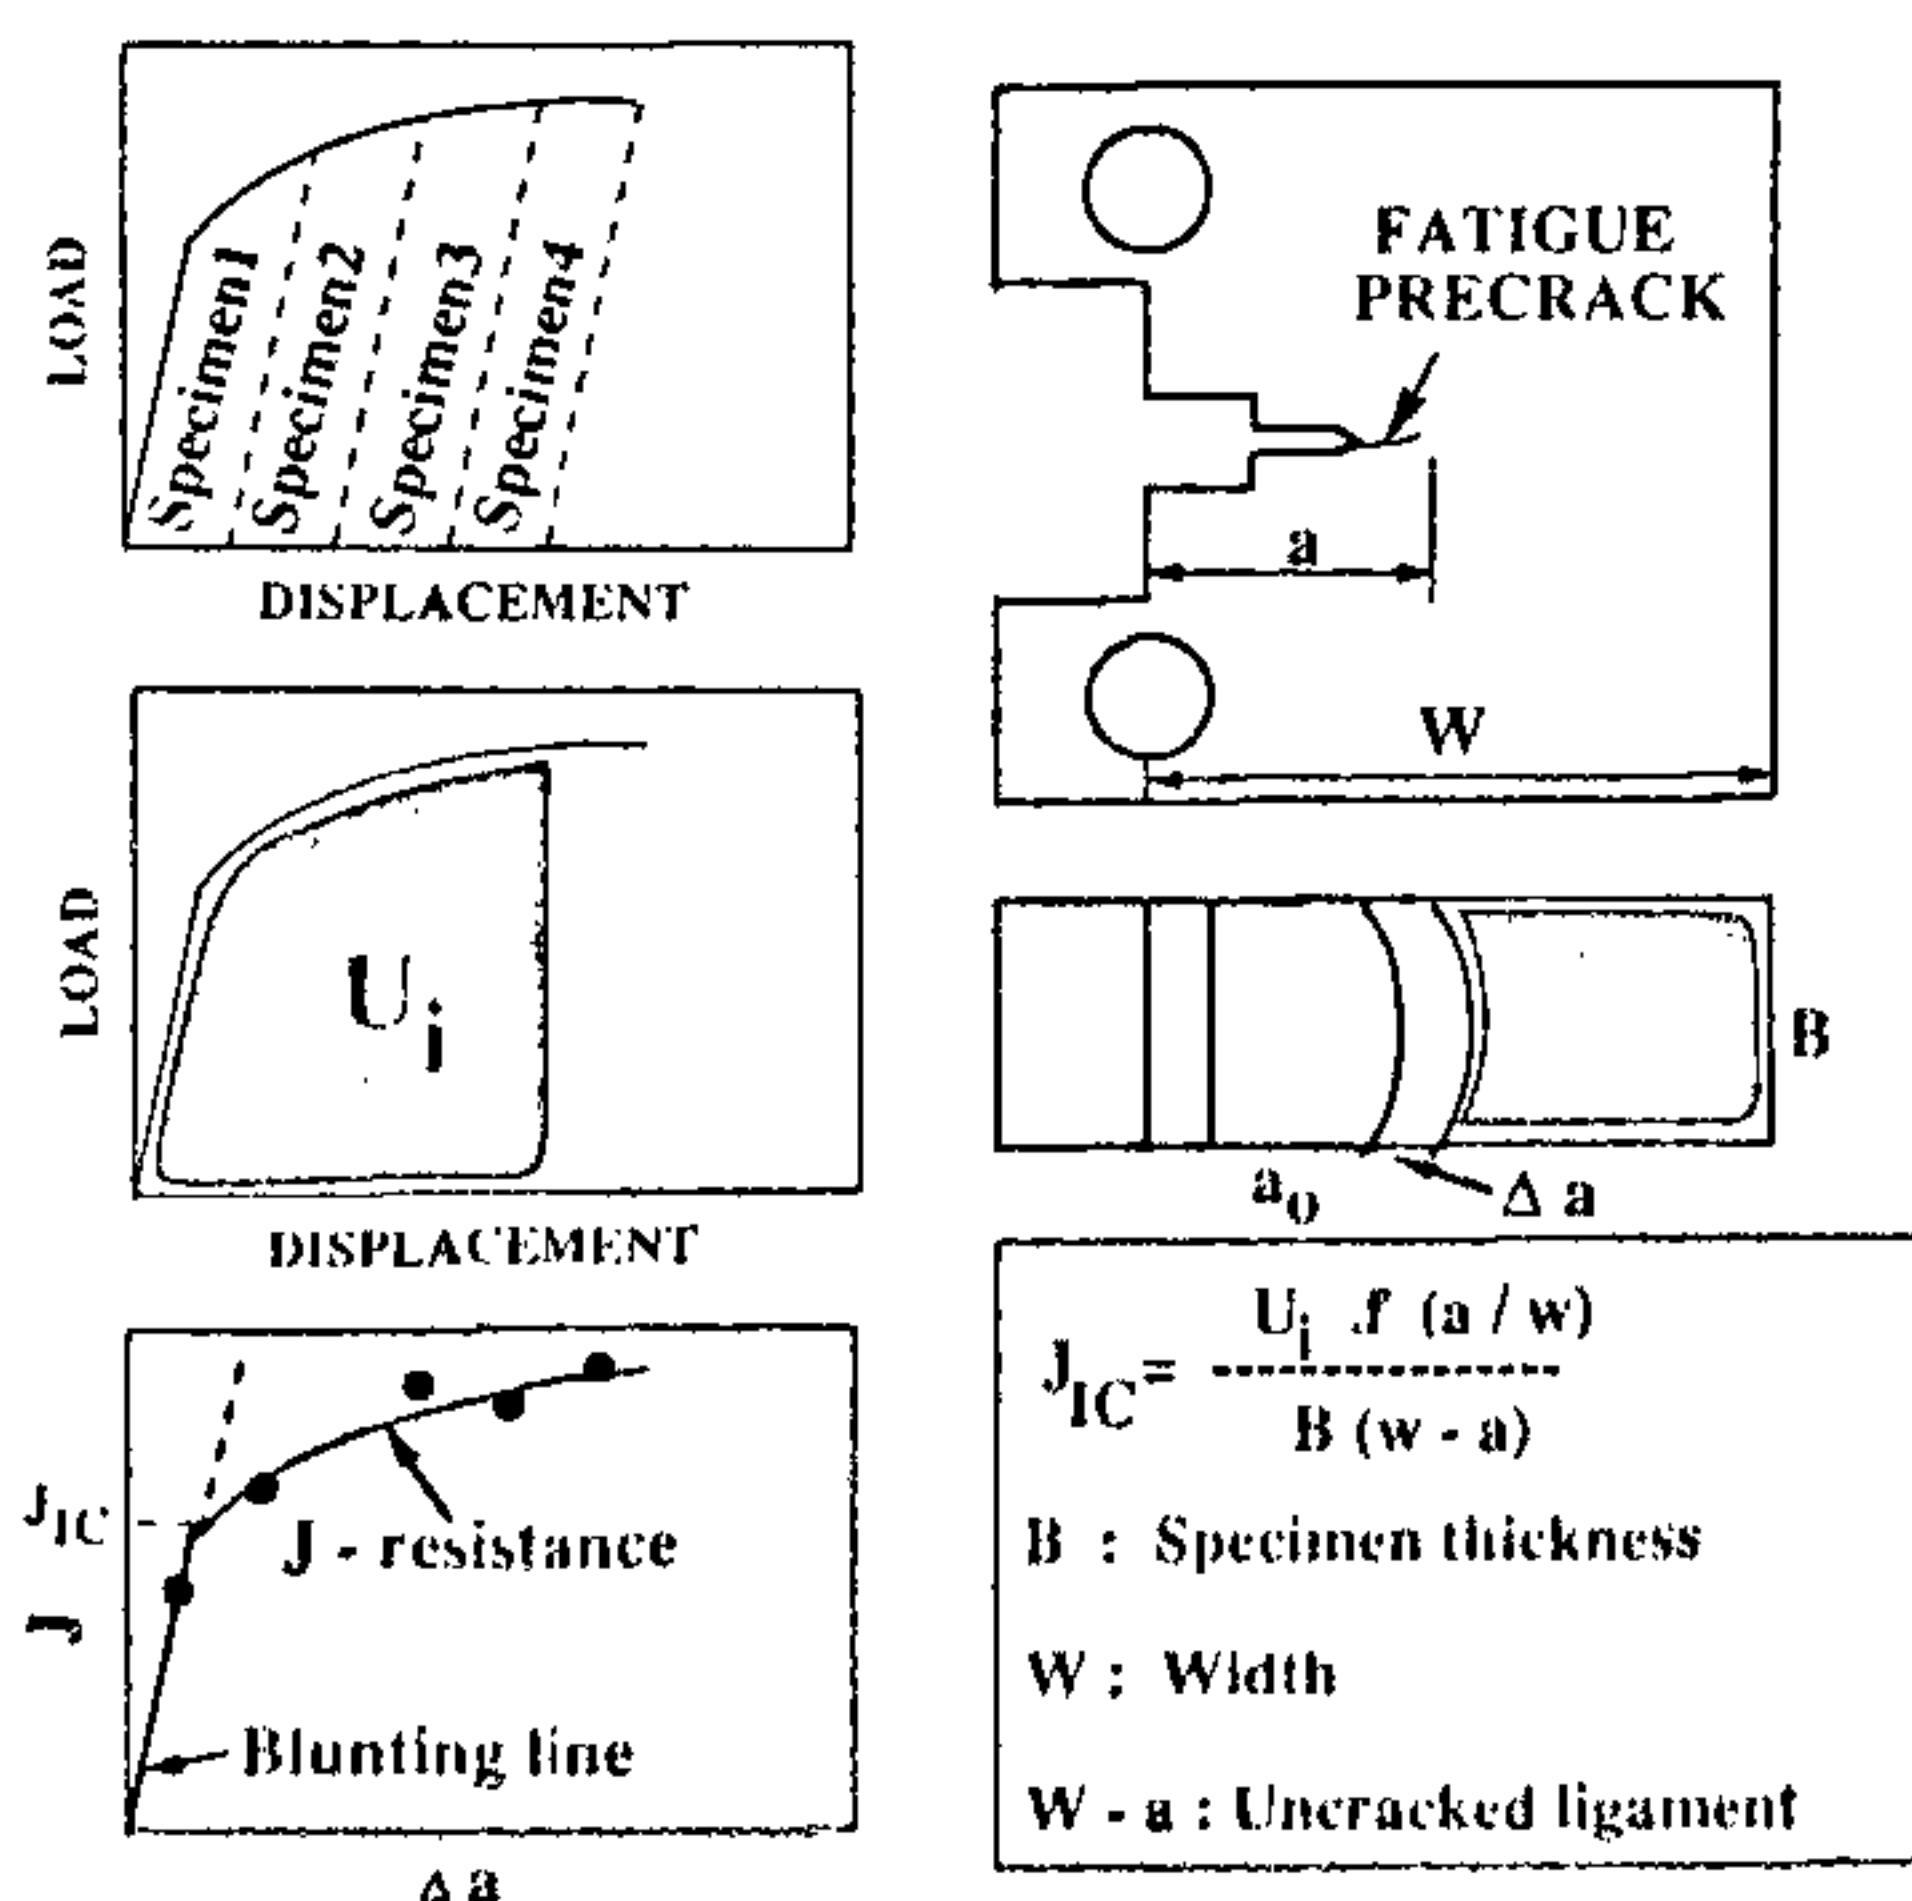 LOAD
Specimen1
Specimen2
Specimen3
Specimen4
DISPLACEMENT
LOAD
U i
DISPLACEMENT
J IC
J
J - resistance
Blunting line
Δ a
FATIGUE
PRECRACK
a
W
B
a o
Δ a
J IC = U i f (a / w)
B (w - a)
B : Specimen thickness
W : Width
W - a : Uncracked ligament